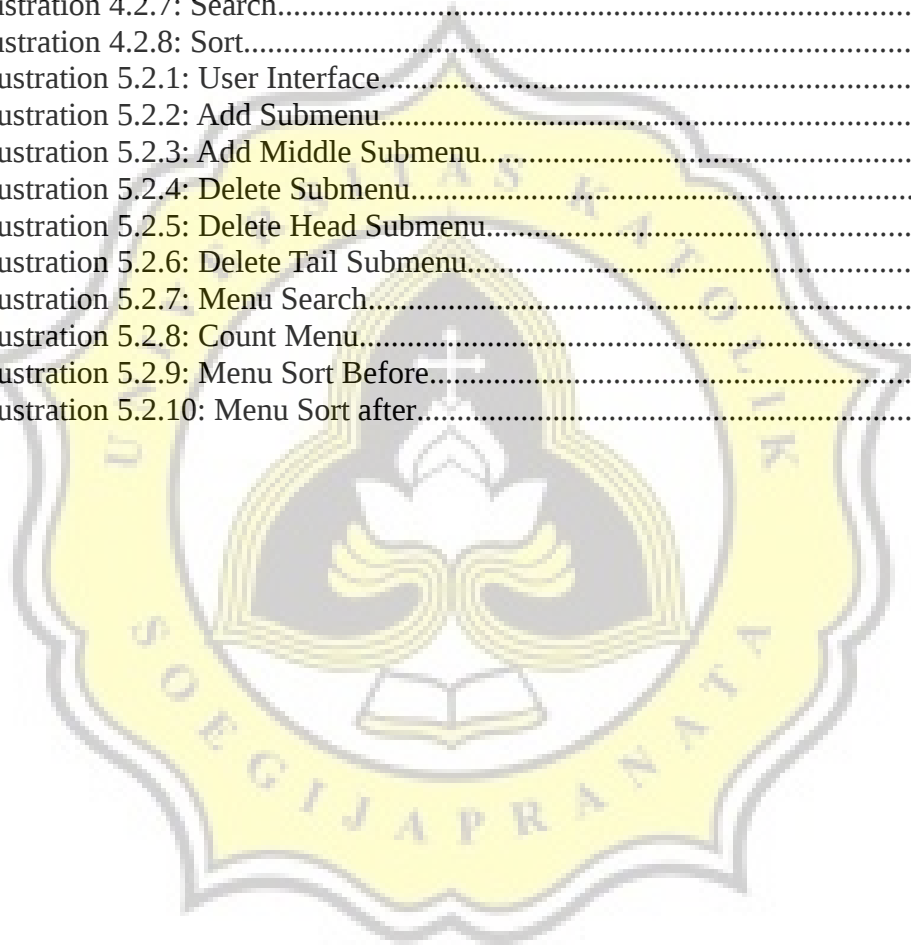 ustration 4.2.7: Search........................................................................
ustration 4.2.8: Sort............................................................................
ustration 5.2.1: User Interface............................................................
ustration 5.2.2: Add Submenu............................................................
ustration 5.2.3: Add Middle Submenu................................................
ustration 5.2.4: Delete Submenu........................................................
ustration 5.2.5: Delete Head Submenu...............................................
ustration 5.2.6: Delete Tail Submenu.................................................
ustration 5.2.7: Menu Search.............................................................
ustration 5.2.8: Count Menu..............................................................
ustration 5.2.9: Menu Sort Before.....................................................
ustration 5.2.10: Menu Sort after.......................................................
UNIVERSITAS KATOLIK
SOEGIJAPRANATA